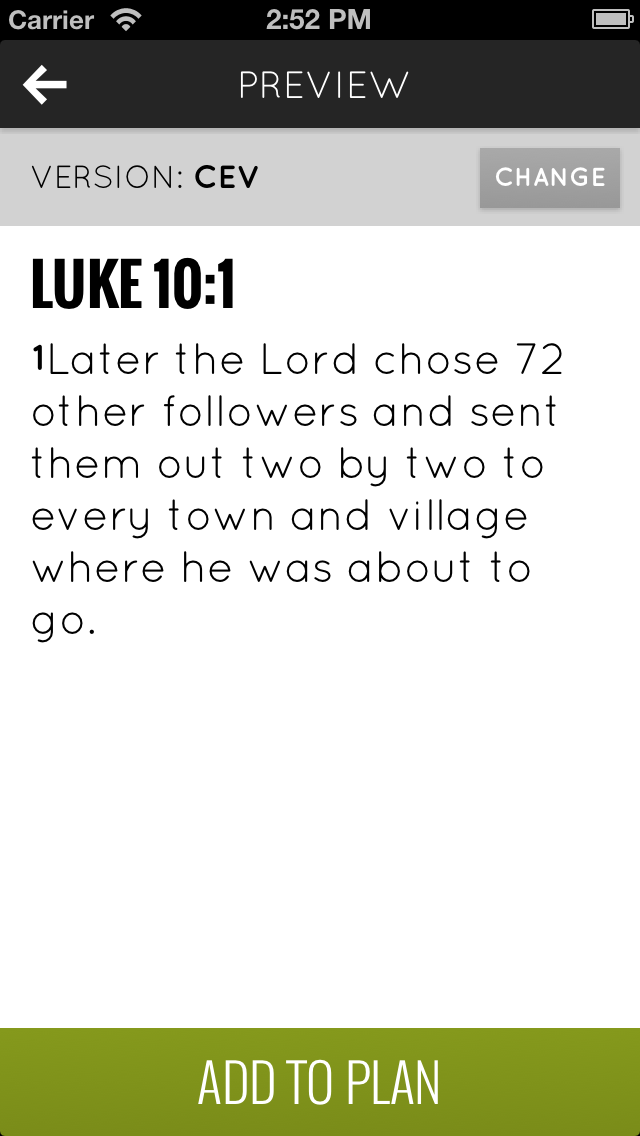 Carrier 2:52 PM
PREVIEW
VERSION: CEV CHANGE
LUKE 10:1
1Later the Lord chose 72
other followers and sent
them out two by two to
every town and village
where he was about to
go.
ADD TO PLAN